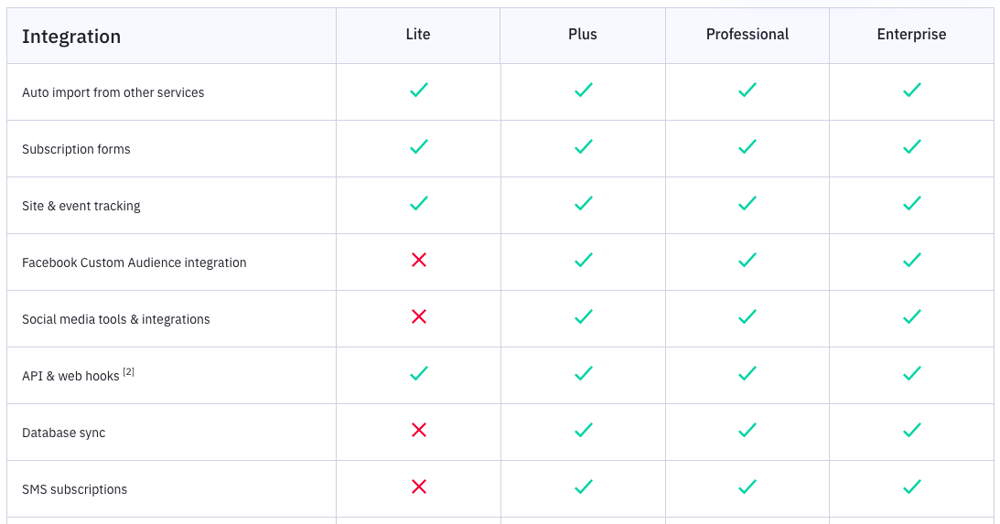 Integration Lite Plus Professional Enterprise
Auto import from other services
Subscription forms
Site & event tracking
Facebook Custom Audience integration
Social media tools & integrations
API & web hooks [2]
Database sync
SMS subscriptions